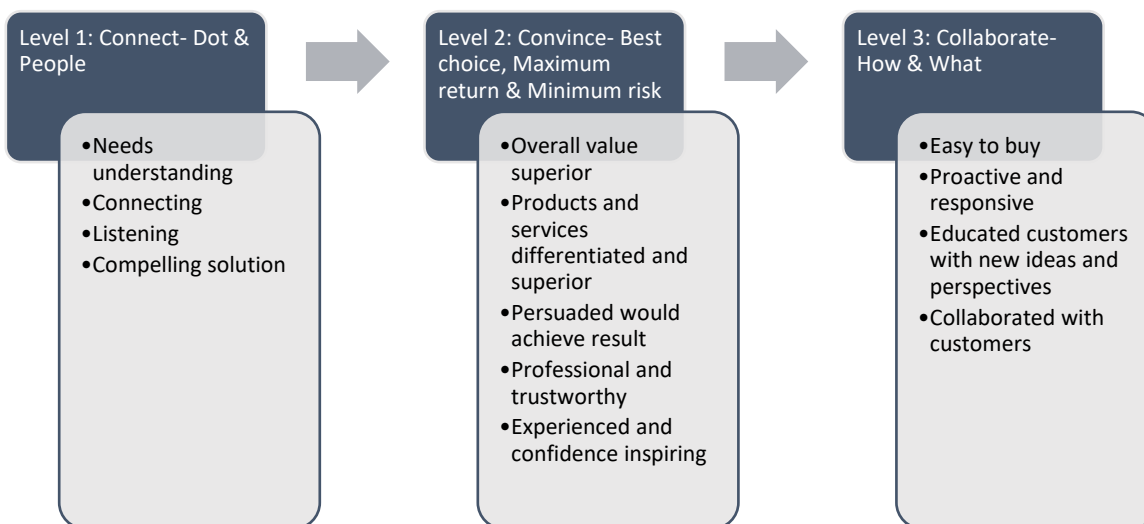 Level 1: Connect- Dot &
People
•Needs
understanding
•Connecting
•Listening
•Compelling solution
Level 2: Convince- Best
choice, Maximum
return & Minimum risk
•Overall value
superior
•Products and
services
differentiated and
superior
•Persuaded would
achieve result
•Professional and
trustworthy
•Experienced and
confidence inspiring
Level 3: Collaborate-
How & What
•Easy to buy
•Proactive and
responsive
•Educated customers
with new ideas and
perspectives
•Collaborated with
customers